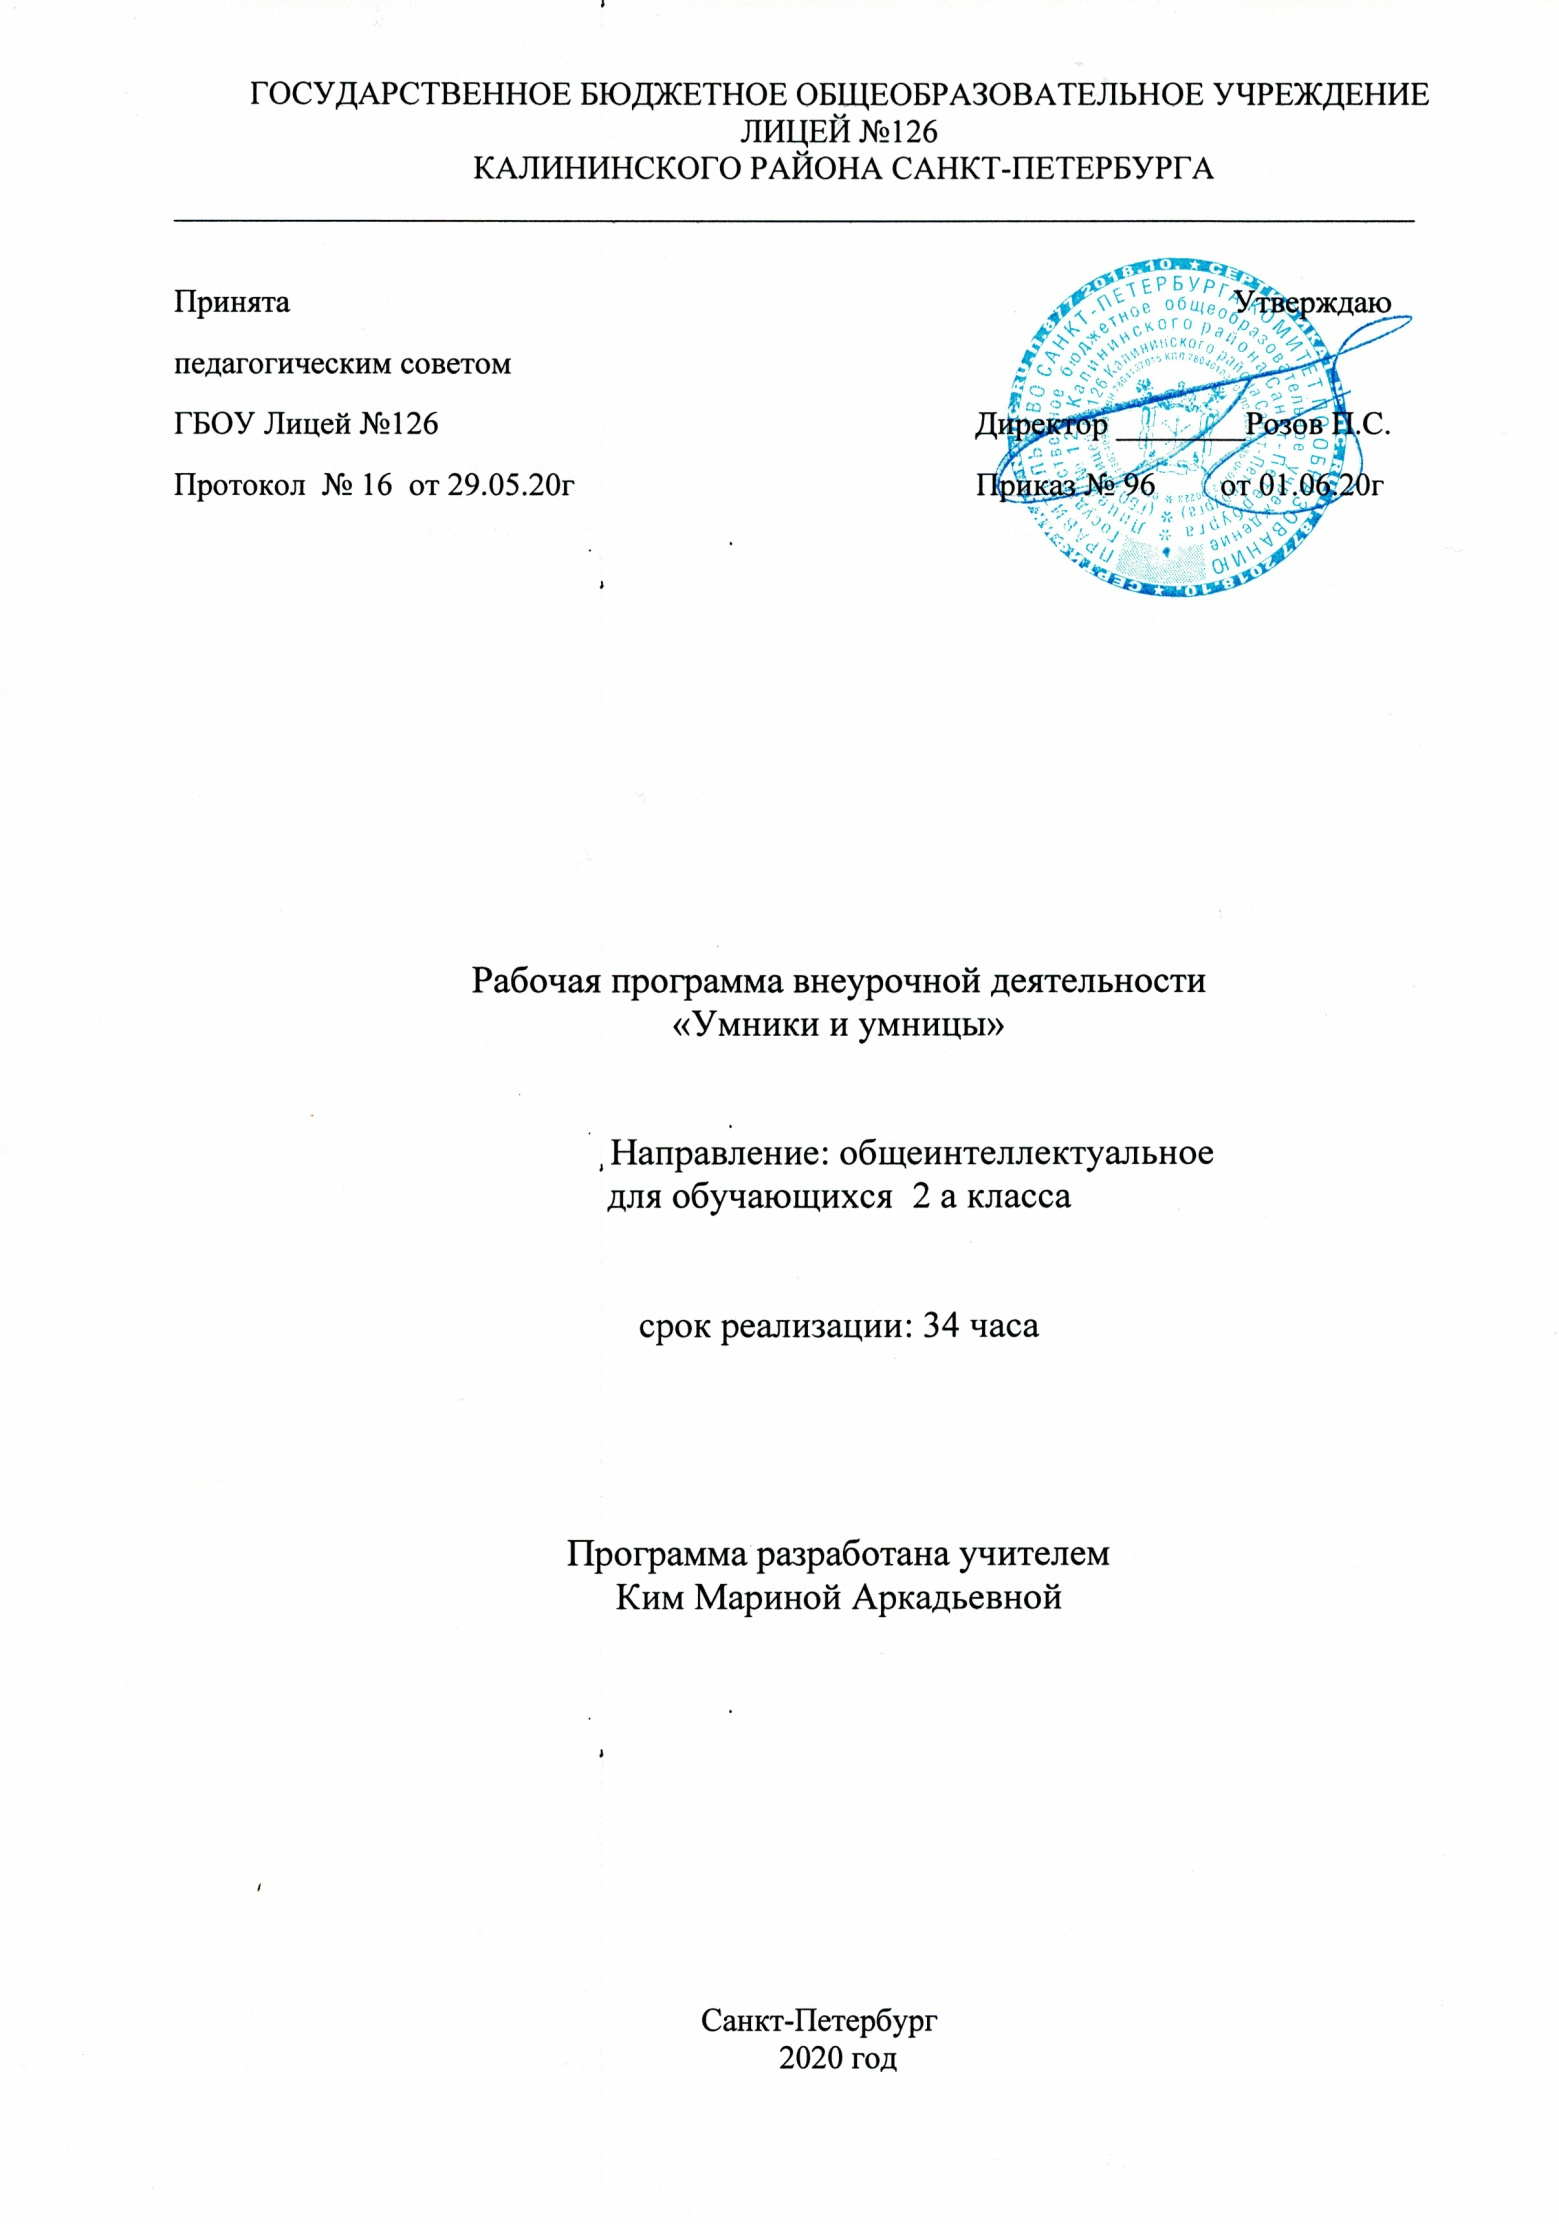 ГОСУДАРСТВЕННОЕ БЮДЖЕТНОЕ ОБЩЕОБРАЗОВАТЕЛЬНОЕ УЧРЕЖДЕНИЕ
ЛИЦЕЙ №126
КАЛИНИНСКОГО РАЙОНА САНКТ-ПЕТЕРБУРГА
Принята Утверждаю
педагогическим советом
ГБОУ Лицей №126 Директор ________Розов П.С.
Протокол № 16 от 29.05.20г Приказ № 96 от 01.06.20г
Рабочая программа внеурочной деятельности
«Умники и умницы»
Направление: общеинтеллектуальное
для обучающихся 2 а класса
срок реализации: 34 часа
Программа разработана учителем
Ким Мариной Аркадьевной
Санкт-Петербург
2020 год